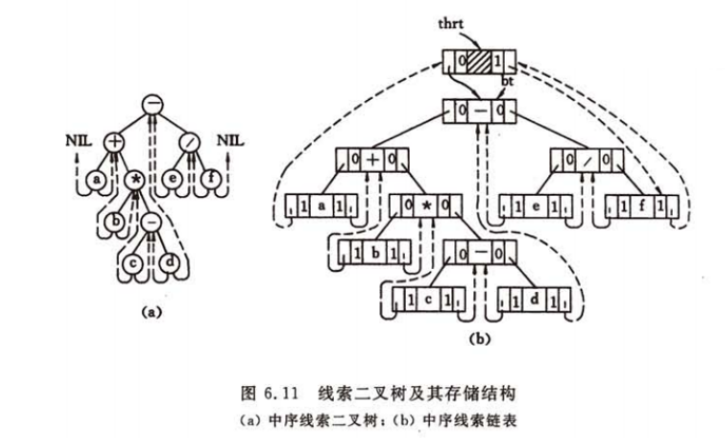 thrt
0 1
bt
−
0 − 0
NIL + / NIL
0 + 0
0 / 0
a * e f
1 a 1
0 * 0
1 e 1
1 f 1
b −
1 b 1
0 − 0
c d
1 c 1
1 d 1
(a)
(b)
图 6.11 线索二叉树及其存储结构
(a) 中序线索二叉树；(b) 中序线索链表